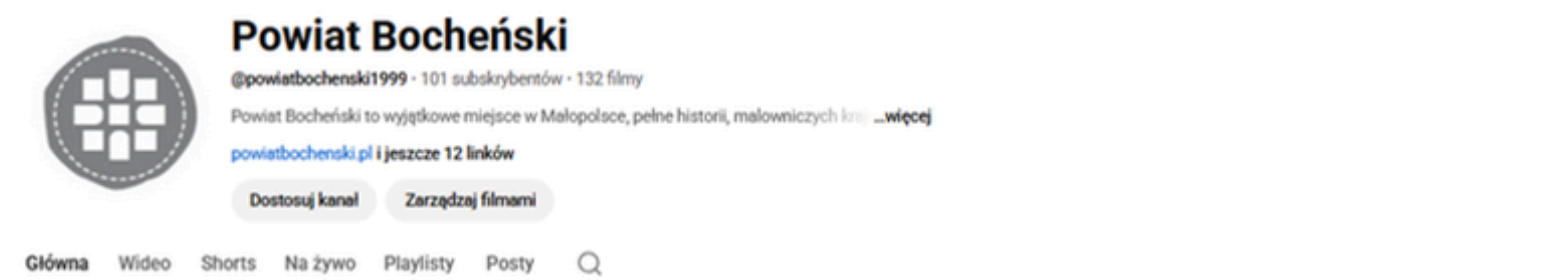 Powiat Bocheński
@powiatbochenski1999 • 101 subskrybentów • 132 filmy
Powiat Bocheński to wyjątkowe miejsce w Małopolsce, pełne historii, malowniczych ...więcej
powiatbochenski.pl i jeszcze 12 linków
Dostosuj kanał Zarządzaj filmami
Główna Wideo Shorts Na żywo Playlisty Posty